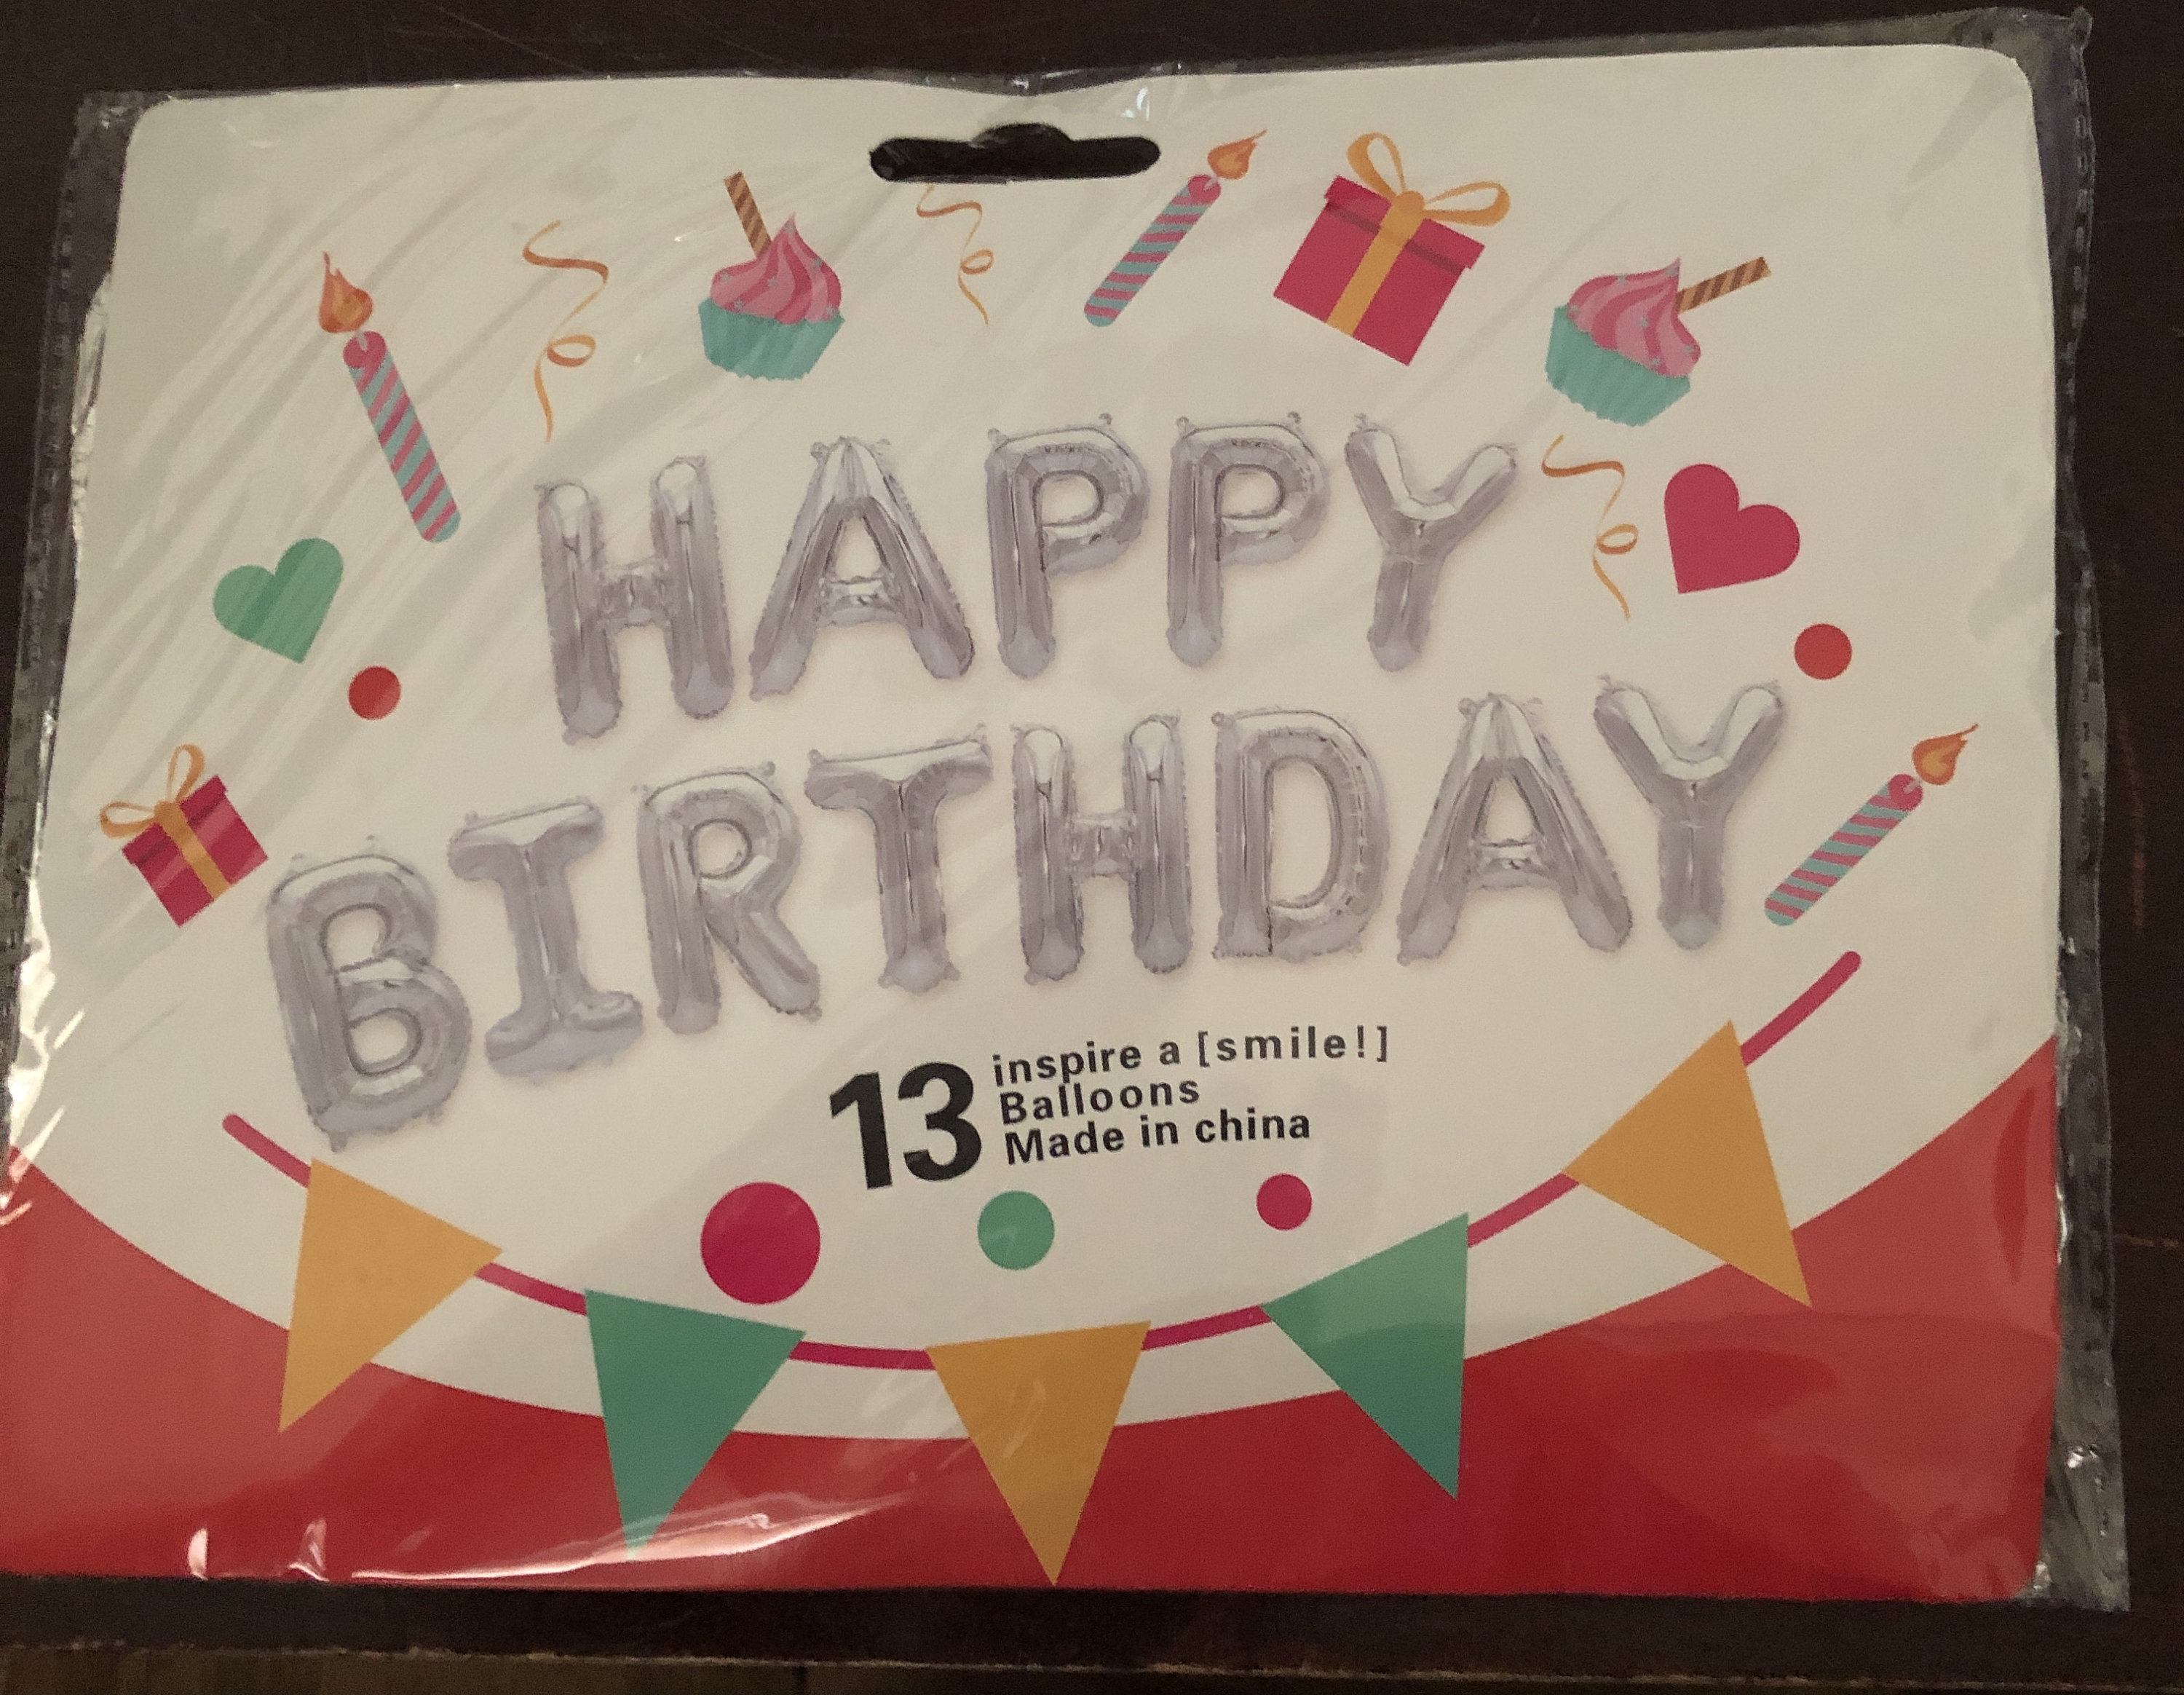 HAPPY
BIRTHDAY
13
inspire a [smile!]
Balloons
Made in china